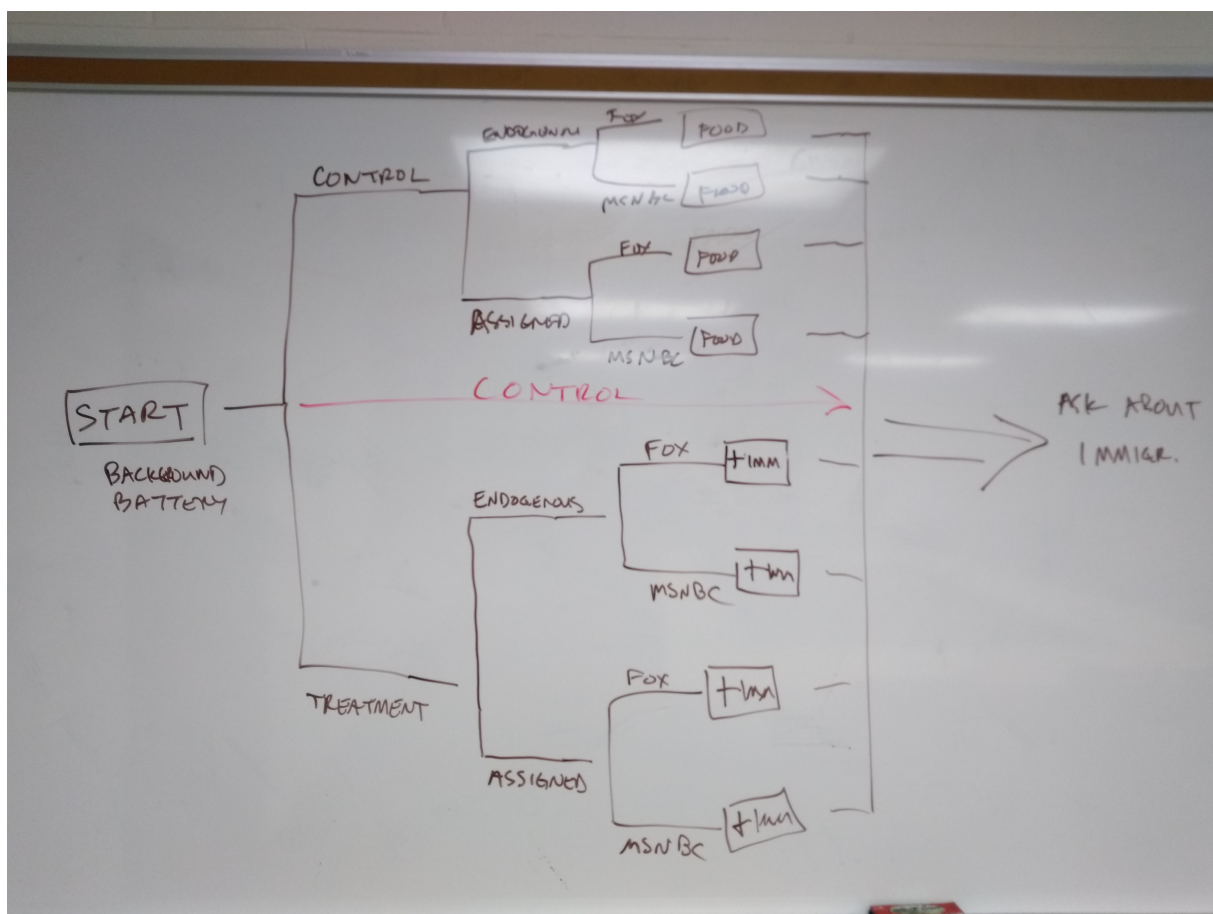 CONTROL
ENDOGENOUS
FOX
FOOD
MSNBC
FOOD
ASSIGNED
FOX
FOOD
MSNBC
FOOD
START
BACKGROUND
BATTERY
CONTROL
TREATMENT
ENDOGENOUS
FOX
+IMM
MSNBC
+IMM
ASSIGNED
FOX
+IMM
MSNBC
+IMM
ASK ABOUT
IMMIGR.